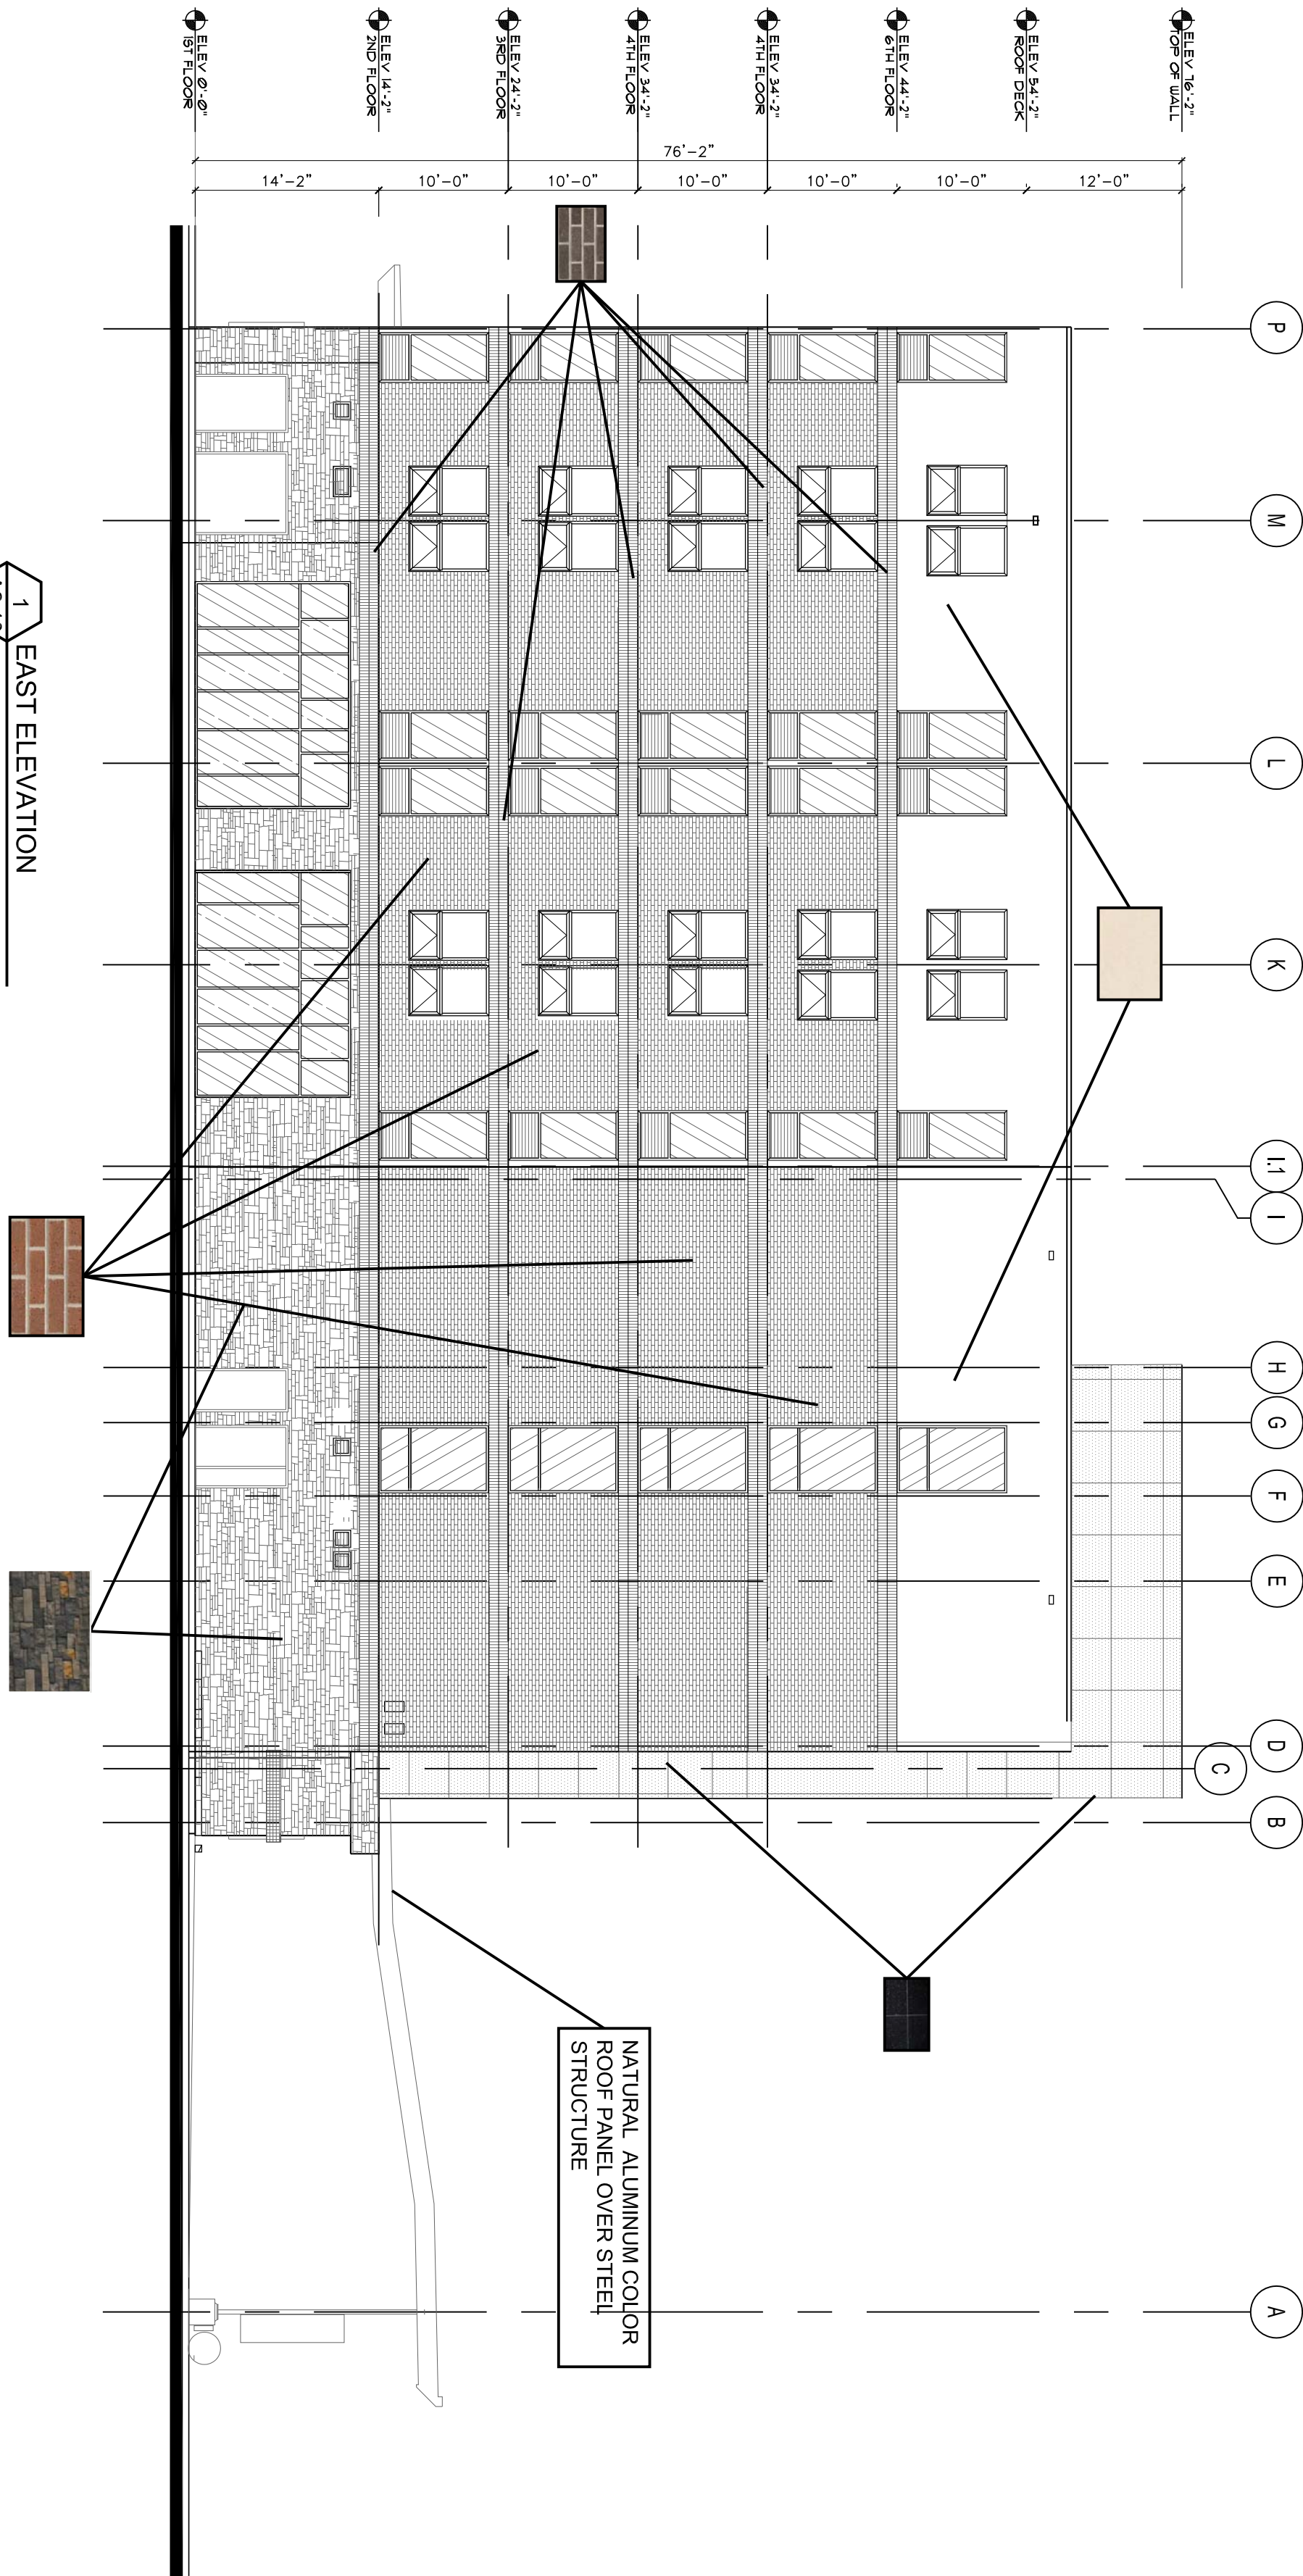 ELEV 76'-2"
TOP OF WALL
ELEV 54'-2"
ROOF DECK
ELEV 44'-2"
6TH FLOOR
ELEV 34'-2"
4TH FLOOR
ELEV 34'-2"
4TH FLOOR
ELEV 24'-2"
3RD FLOOR
ELEV 14'-2"
2ND FLOOR
ELEV 0'-0"
1ST FLOOR
76'-2"
12'-0"
10'-0"
10'-0"
10'-0"
10'-0"
10'-0"
14'-2"
P
M
L
K
I.1
I
H
G
F
E
D
C
B
A
NATURAL ALUMINUM COLOR
ROOF PANEL OVER STEEL
STRUCTURE
1
EAST ELEVATION